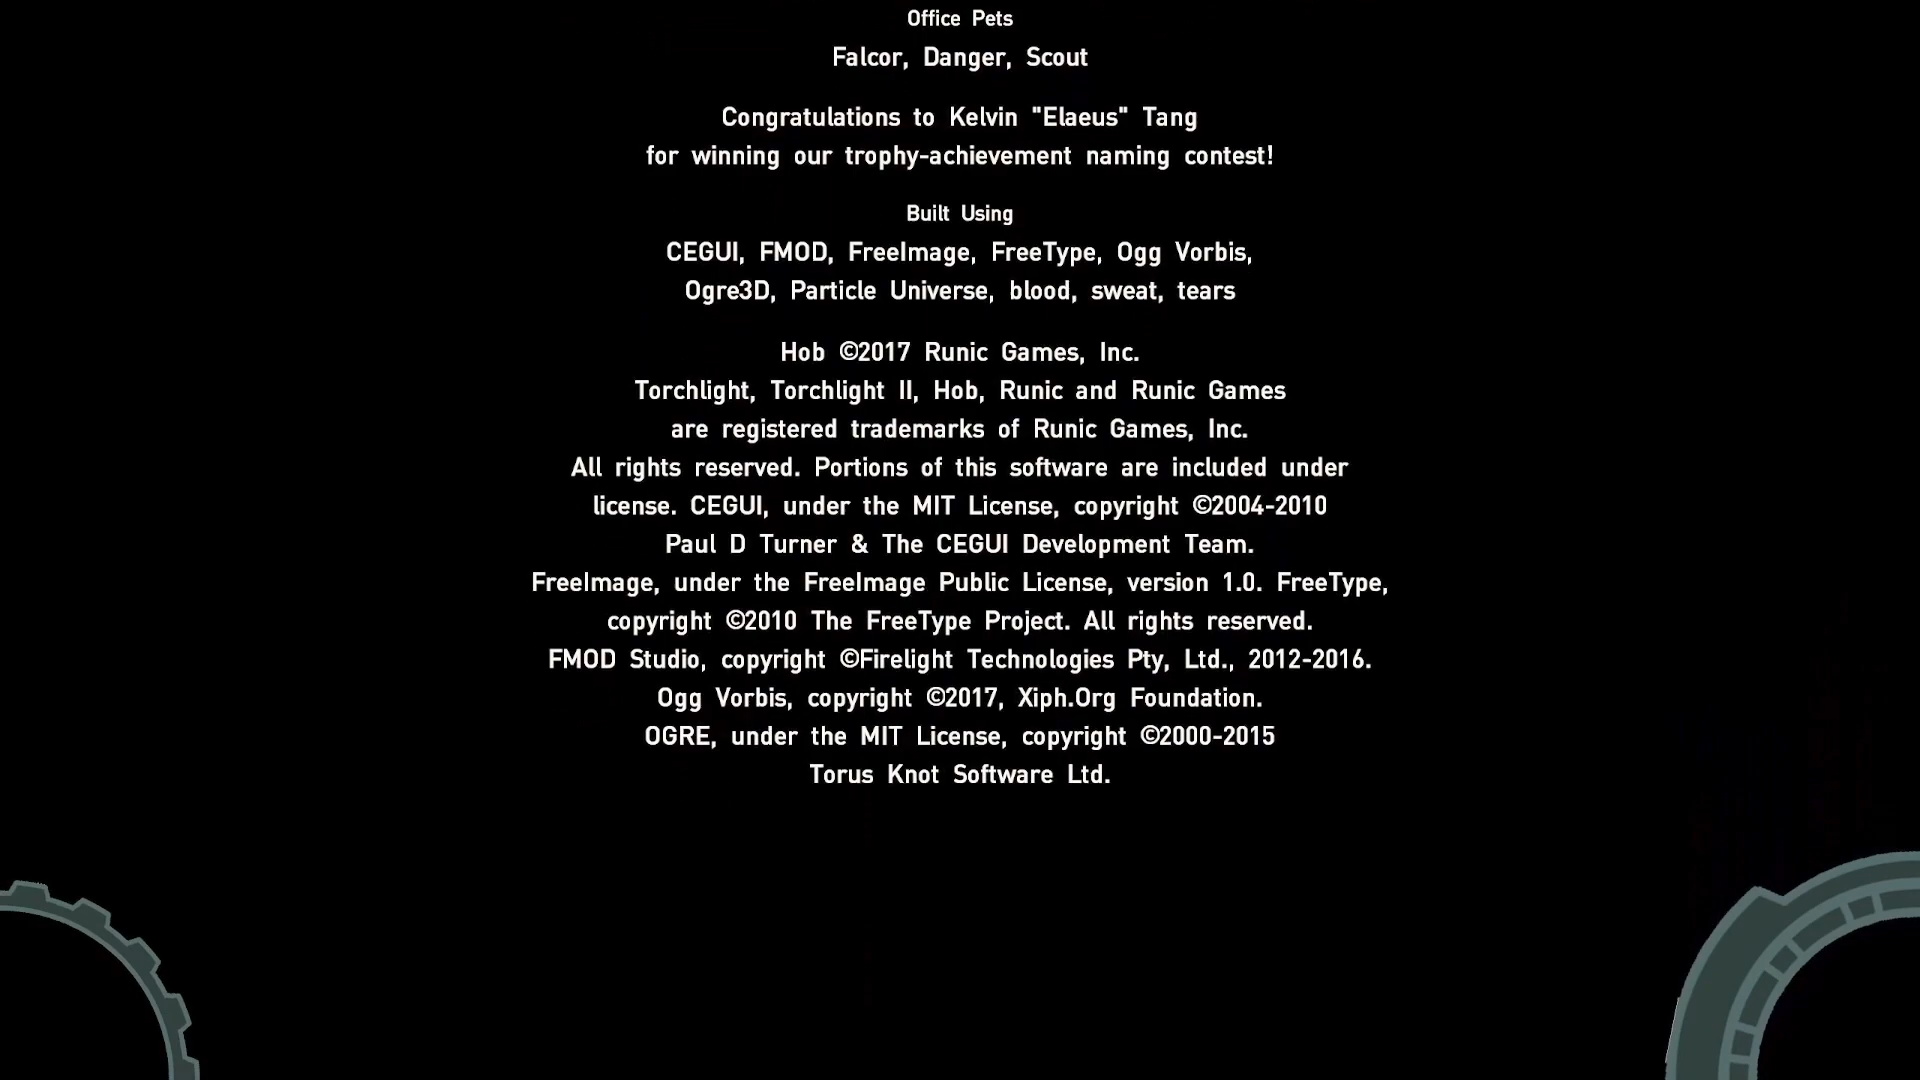 Office Pets
Falcor, Danger, Scout
Congratulations to Kelvin "Elaeus" Tang
for winning our trophy-achievement naming contest!
Built Using
CEGUI, FMOD, FreeImage, FreeType, Ogg Vorbis,
Ogre3D, Particle Universe, blood, sweat, tears
Hob ©2017 Runic Games, Inc.
Torchlight, Torchlight II, Hob, Runic and Runic Games
are registered trademarks of Runic Games, Inc.
All rights reserved. Portions of this software are included under
license. CEGUI, under the MIT License, copyright ©2004-2010
Paul D Turner & The CEGUI Development Team.
FreeImage, under the FreeImage Public License, version 1.0. FreeType,
copyright ©2010 The FreeType Project. All rights reserved.
FMOD Studio, copyright ©Firelight Technologies Pty, Ltd., 2012-2016.
Ogg Vorbis, copyright ©2017, Xiph.Org Foundation.
OGRE, under the MIT License, copyright ©2000-2015
Torus Knot Software Ltd.